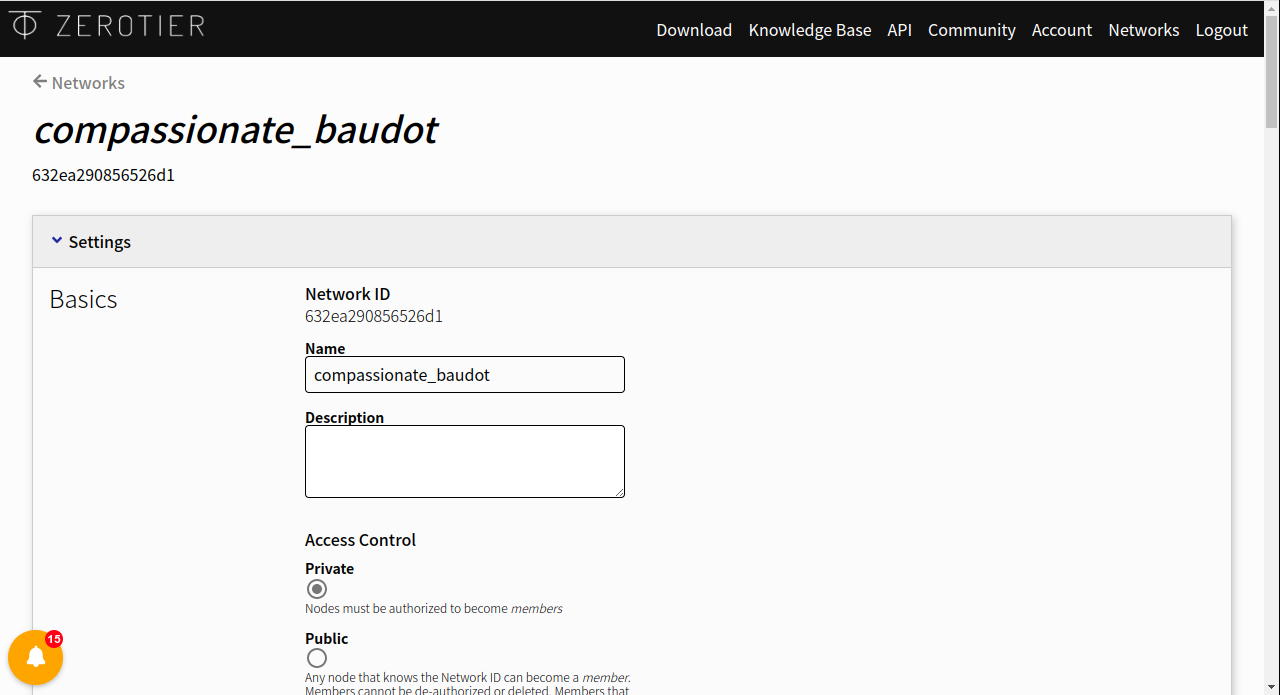 ZEROTIER
Download Knowledge Base API Community Account Networks Logout
Networks
compassionate_baudot
632ea290856526d1
Settings
Basics
Network ID
632ea290856526d1
Name
compassionate_baudot
Description
Access Control
Private
Nodes must be authorized to become members
Public
Any node that knows the Network ID can become a member.
Members cannot be de-authorized or deleted. Members that
15